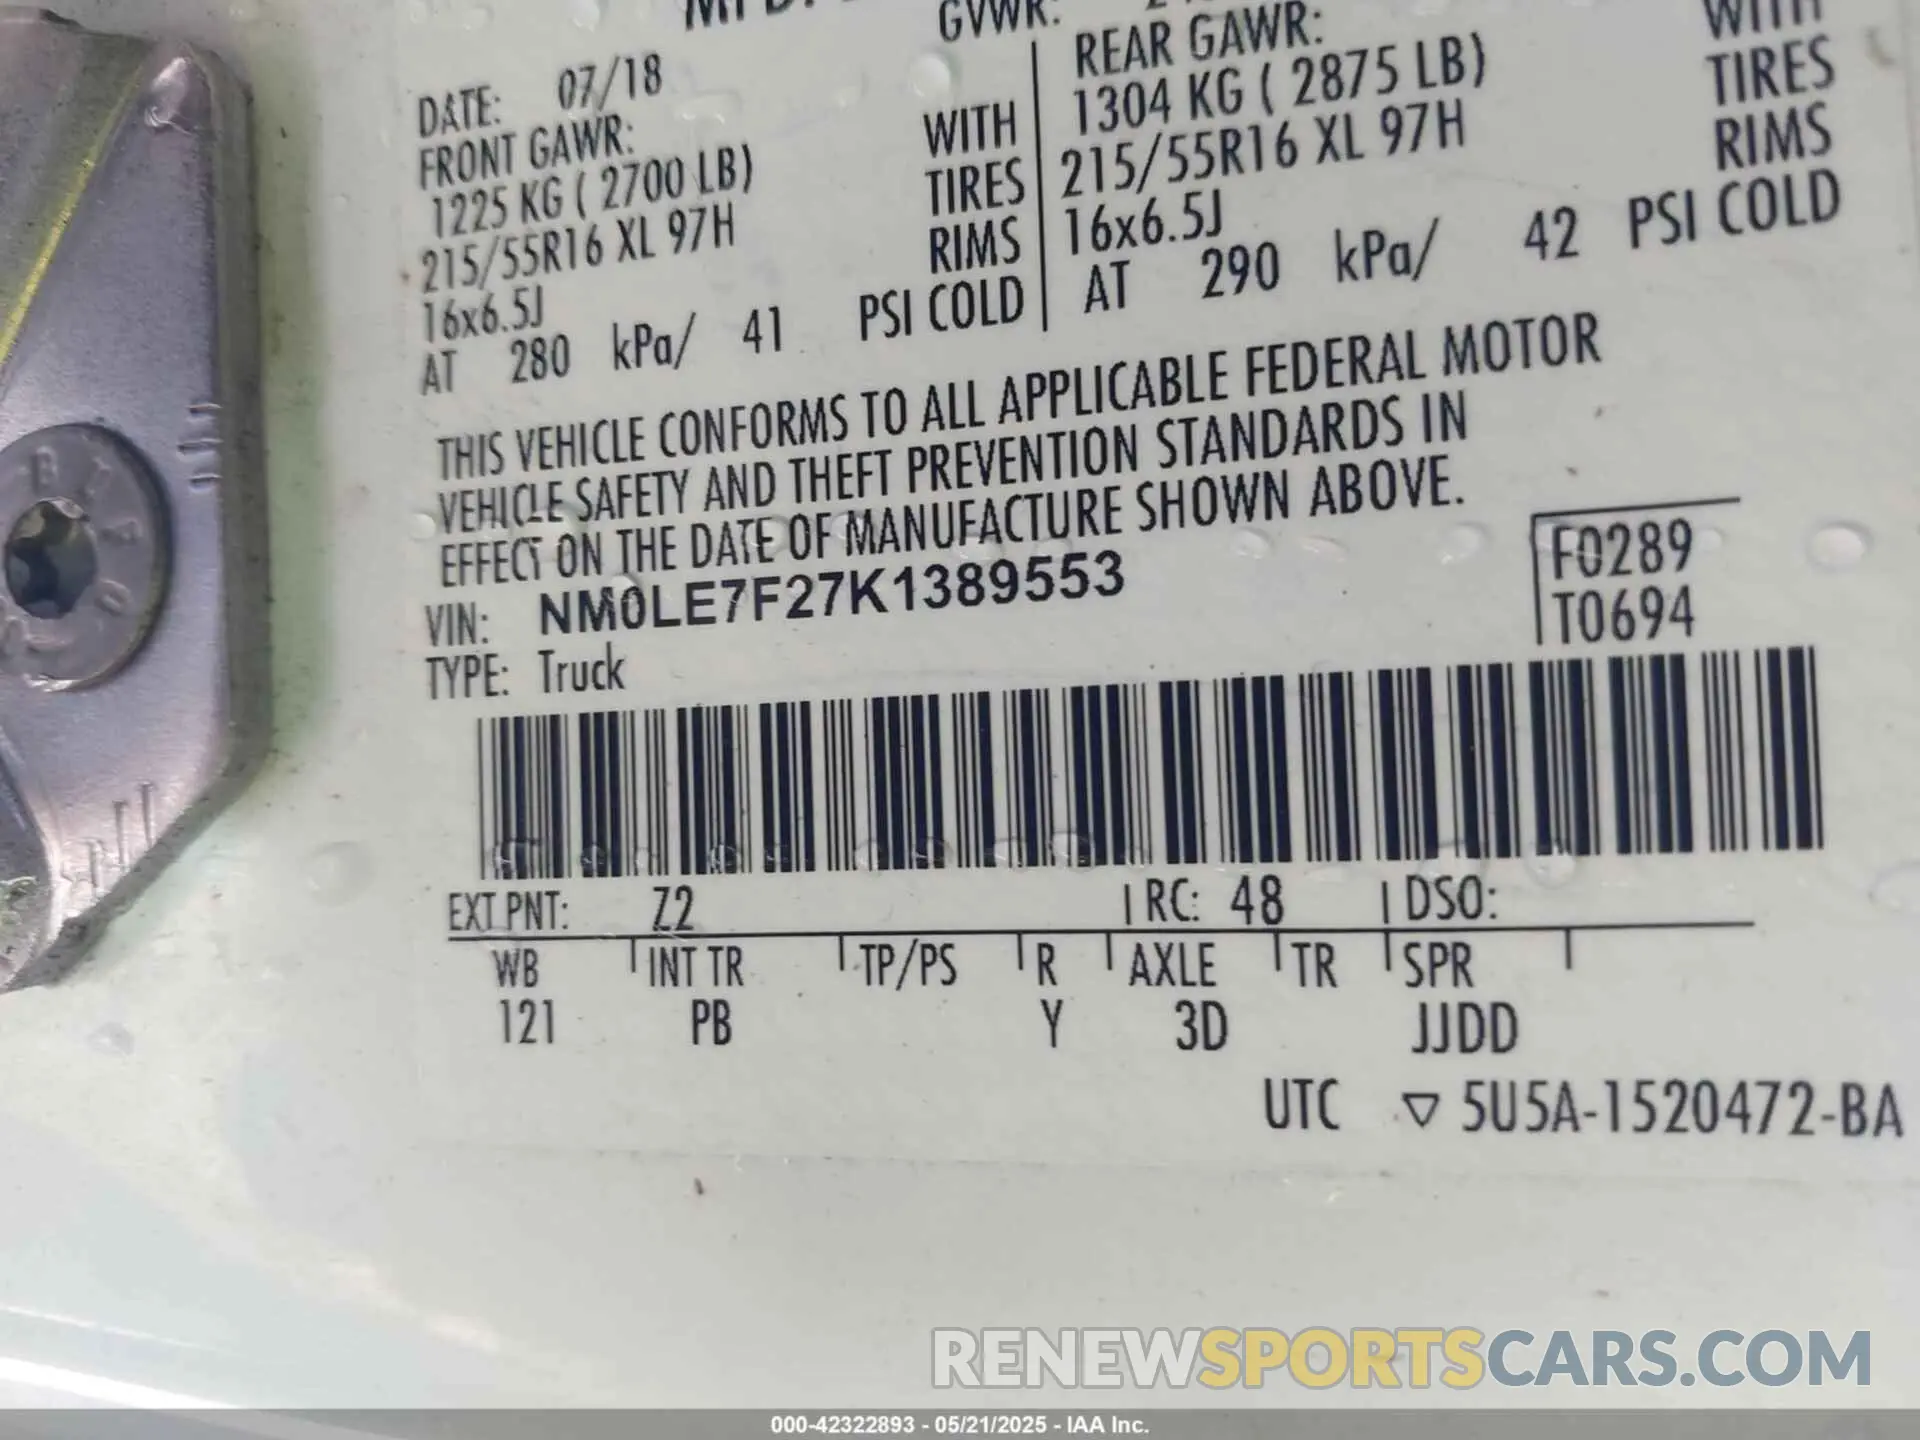 GVWR:
DATE: 07/18
FRONT GAWR:
1225 KG ( 2700 LB) WITH
215/55R16 XL 97H TIRES
16x6.5J RIMS
AT 280 kPa/ 41 PSI COLD
REAR GAWR:
1304 KG ( 2875 LB) WITH
215/55R16 XL 97H TIRES
16x6.5J RIMS
AT 290 kPa/ 42 PSI COLD
THIS VEHICLE CONFORMS TO ALL APPLICABLE FEDERAL MOTOR
VEHICLE SAFETY AND THEFT PREVENTION STANDARDS IN
EFFECT ON THE DATE OF MANUFACTURE SHOWN ABOVE.
VIN: NM0LE7F27K1389553
TYPE: Truck
F0289
T0694
EXT PNT: Z2 RC: 48 DSO:
WB INT TR TP/PS R AXLE TR SPR
121 PB Y 3D JJDD
UTC ▽ 5U5A-1520472-BA
RENEWSPORTSCARS.COM
000-42322893 - 05/21/2025 - IAA Inc.